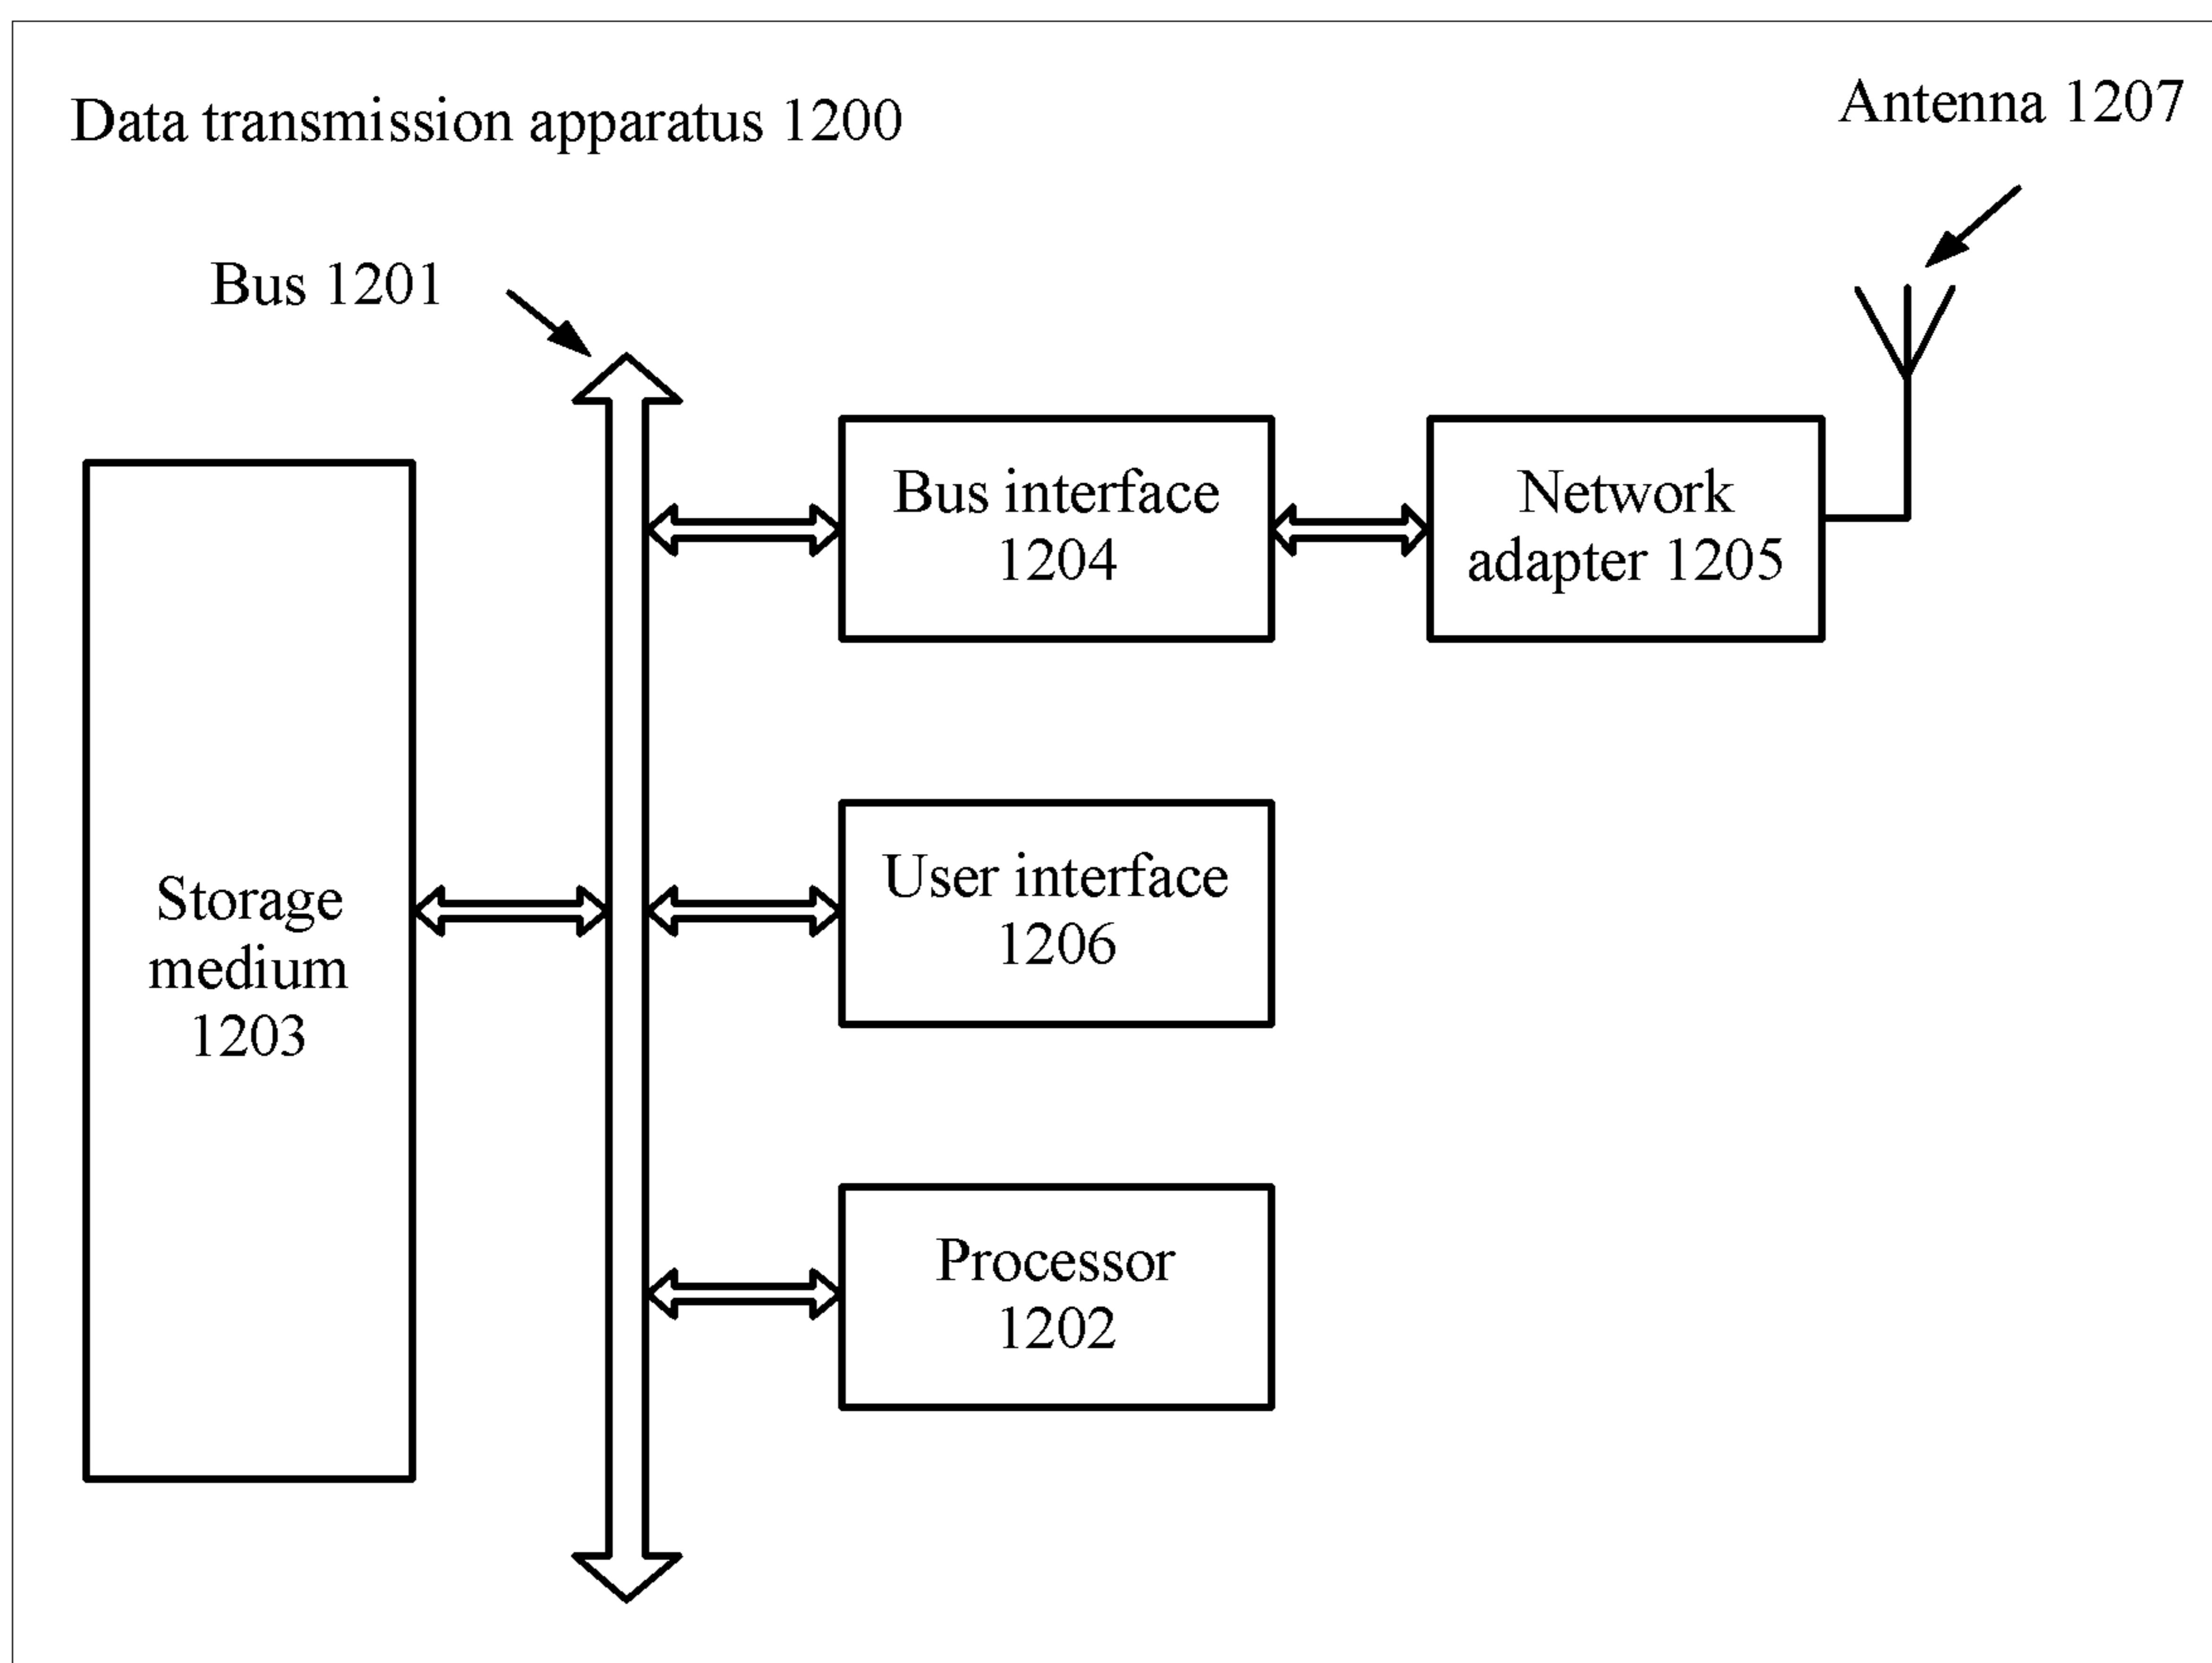 Data transmission apparatus 1200
Antenna 1207
Bus 1201
Bus interface
1204
Network
adapter 1205
Storage
medium
1203
User interface
1206
Processor
1202